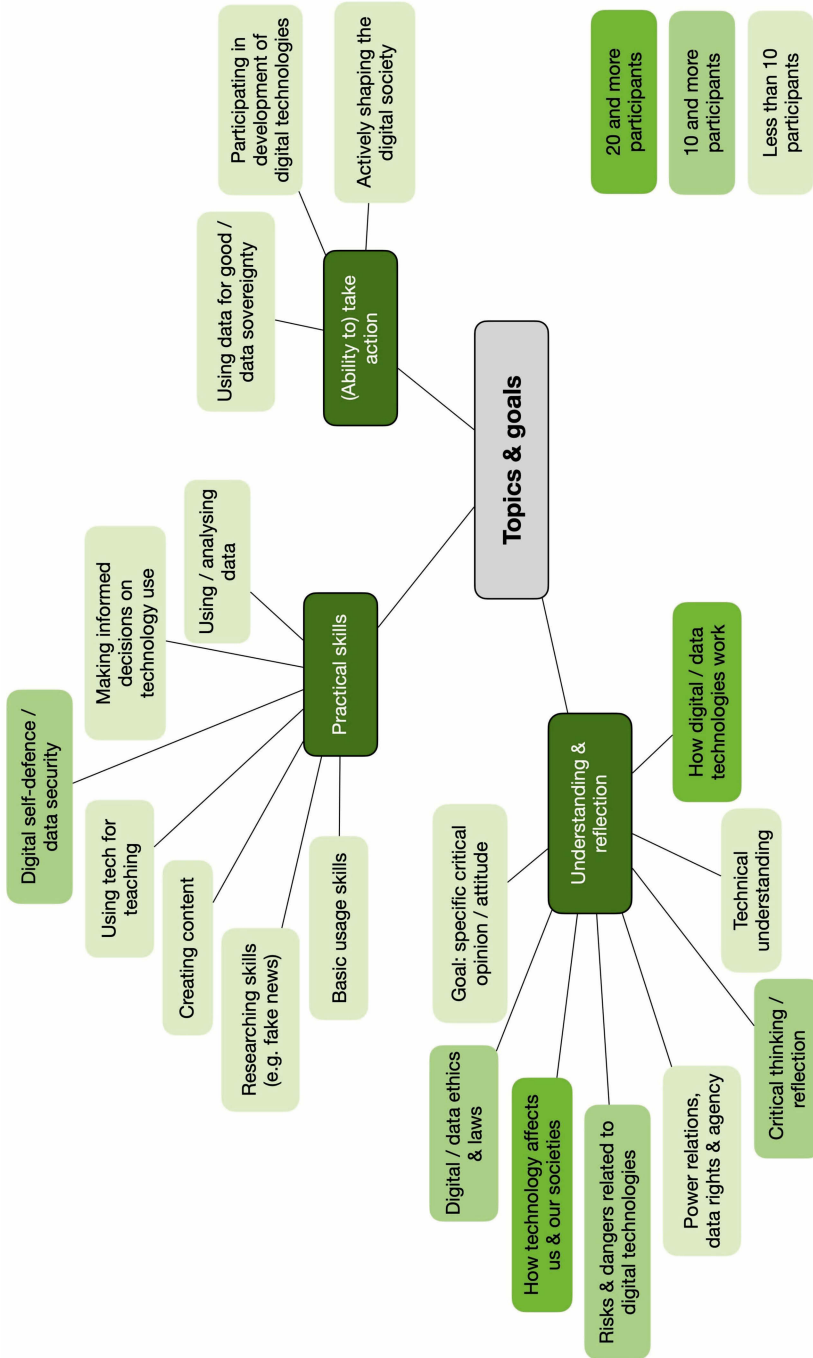 Topics & goals
Understanding &
reflection
Goal: specific critical
opinion / attitude
Digital / data ethics
& laws
How technology affects
us & our societies
Risks & dangers related to
digital technologies
Power relations,
data rights & agency
Critical thinking /
reflection
Technical
understanding
How digital / data
technologies work
Practical skills
Basic usage skills
Researching skills
(e.g. fake news)
Creating content
Using tech for
teaching
Digital self-defence /
data security
Making informed
decisions on
technology use
Using / analysing
data
(Ability to) take
action
Using data for good /
data sovereignty
Participating in
development of
digital technologies
Actively shaping the
digital society
20 and more
participants
10 and more
participants
Less than 10
participants